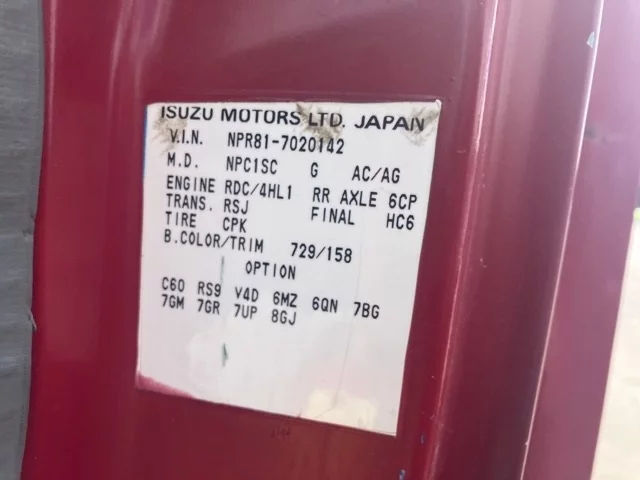 ISUZU MOTORS LTD. JAPAN
V.I.N. NPR81-7020142
M.D. NPC1SC G AC/AG
ENGINE RDC/4HL1 RR AXLE 6CP
TRANS. RSJ FINAL HC6
TIRE CPK
B.COLOR/TRIM 729/158
OPTION
C60 RS9 V4D 6MZ 6QN 7BG
7GM 7GR 7UP 8GJ